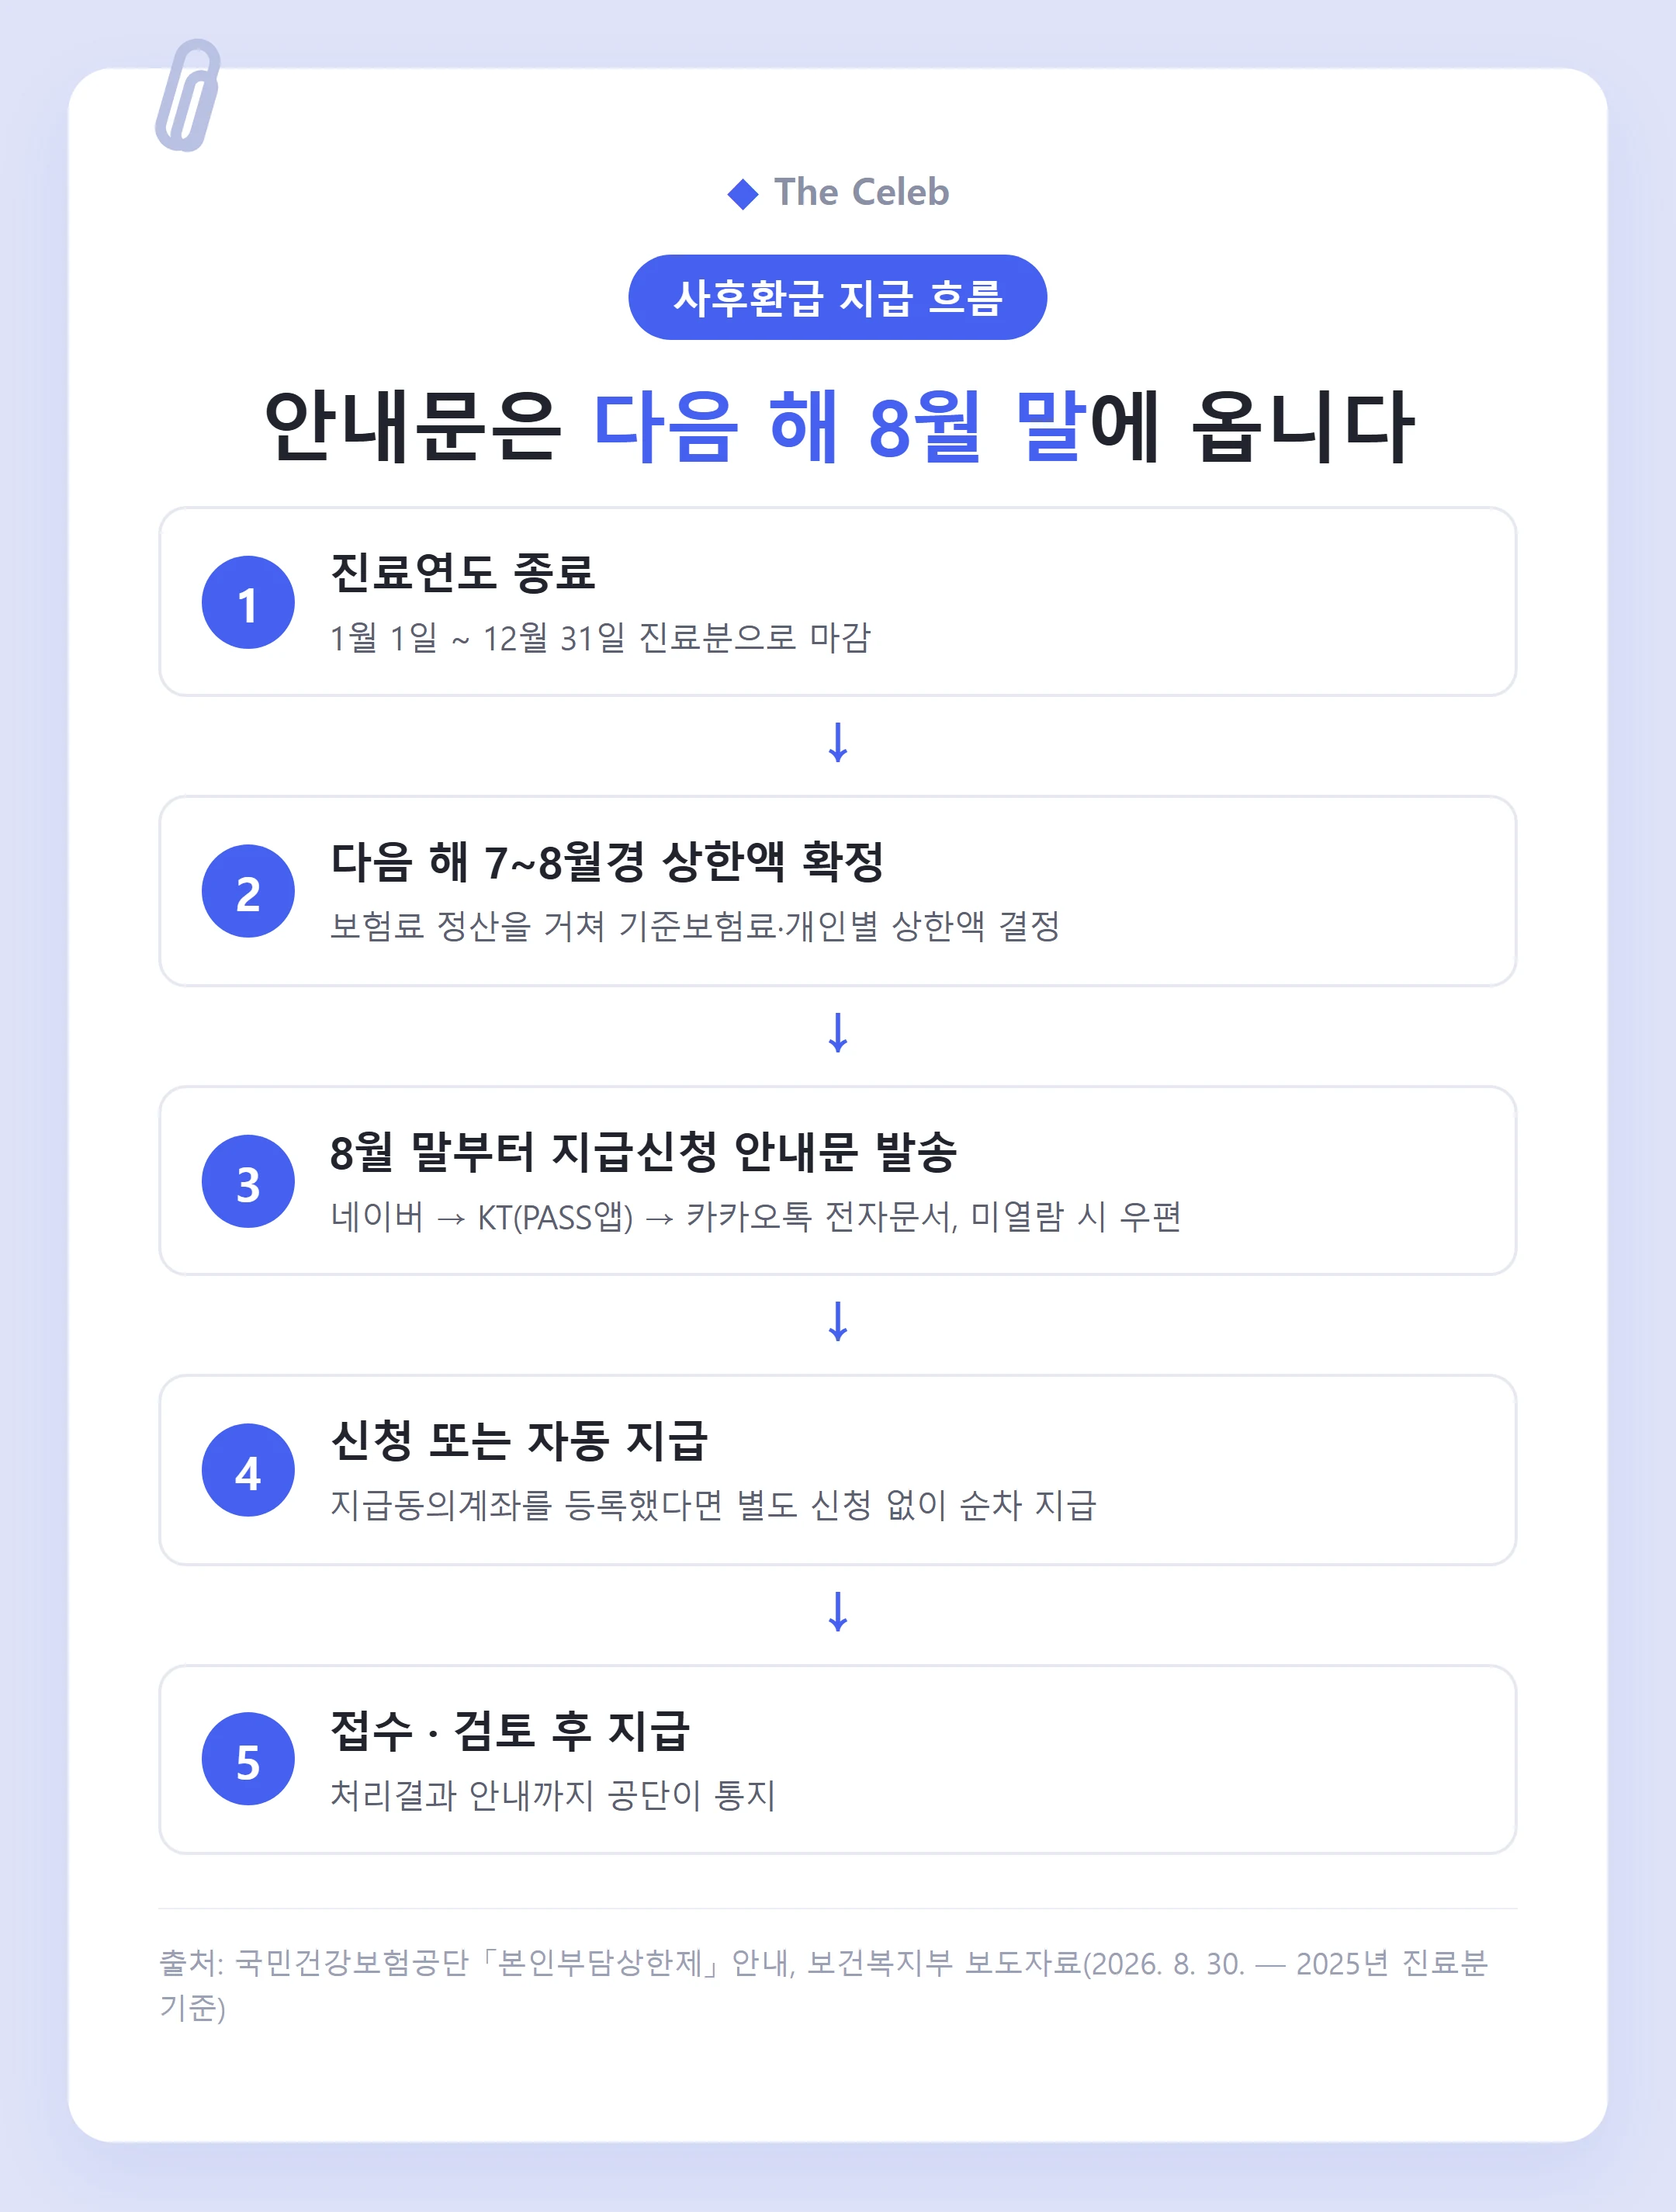 ◆ The Celeb
사후환급 지급 흐름
안내문은 다음 해 8월 말에 옵니다
1
진료연도 종료
1월 1일 ~ 12월 31일 진료분으로 마감
↓
2
다음 해 7~8월경 상한액 확정
보험료 정산을 거쳐 기준보험료·개인별 상한액 결정
↓
3
8월 말부터 지급신청 안내문 발송
네이버 → KT(PASS앱) → 카카오톡 전자문서, 미열람 시 우편
↓
4
신청 또는 자동 지급
지급동의계좌를 등록했다면 별도 신청 없이 순차 지급
↓
5
접수 · 검토 후 지급
처리결과 안내까지 공단이 통지
출처: 국민건강보험공단「본인부담상한제」안내, 보건복지부 보도자료(2026. 8. 30. — 2025년 진료분
기준)